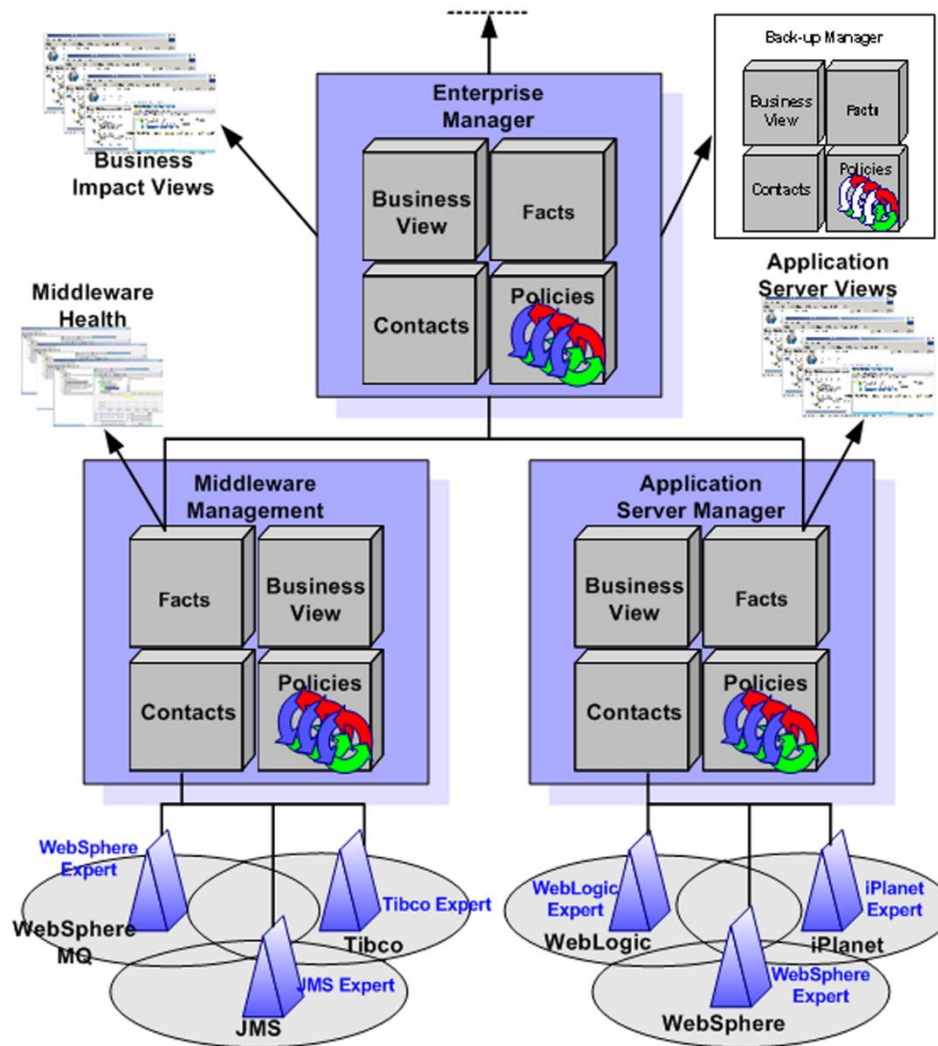 Back-up Manager
Business
View
Facts
Contacts
Policies
Business
Impact Views
Enterprise
Manager
Business
View
Facts
Contacts
Policies
Application
Server Views
Middleware
Health
Middleware
Management
Facts
Business
View
Contacts
Policies
Application
Server Manager
Business
View
Facts
Contacts
Policies
WebSphere
Expert
WebSphere
MQ
Tibco Expert
Tibco
JMS Expert
JMS
WebLogic
Expert
WebLogic
iPlanet
Expert
iPlanet
WebSphere
Expert
WebSphere